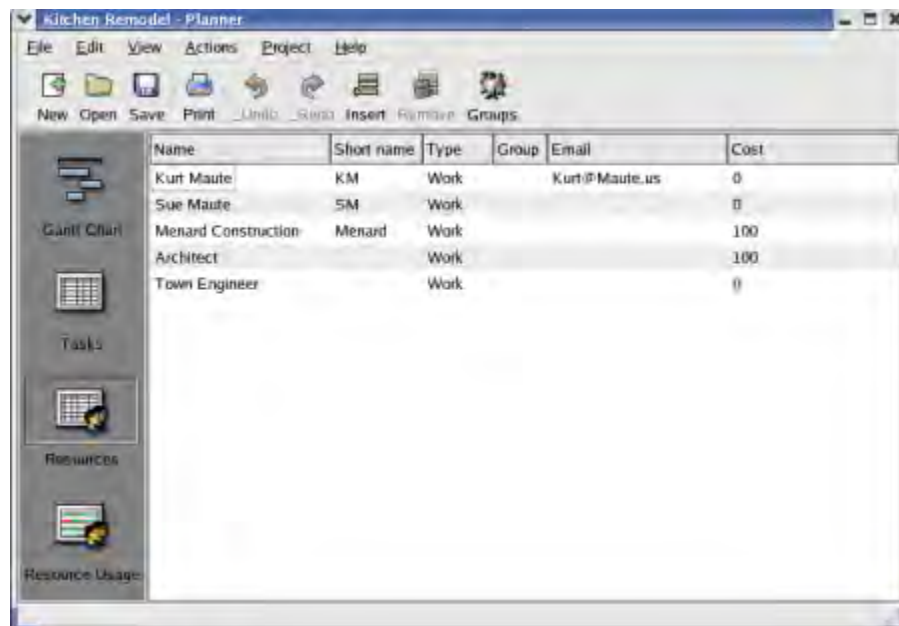 Kitchen Remodel - Planner
File Edit View Actions Project Help
New Open Save Print Undo Redo Insert Remove Groups
Name Short name Type Group Email Cost
Kurt Maute KM Work Kurt@Maute.us 0
Sue Maute SM Work 0
Menard Construction Menard Work 100
Architect Work 100
Town Engineer Work 0
Gantt Chart
Tasks
Resources
Resource Usage